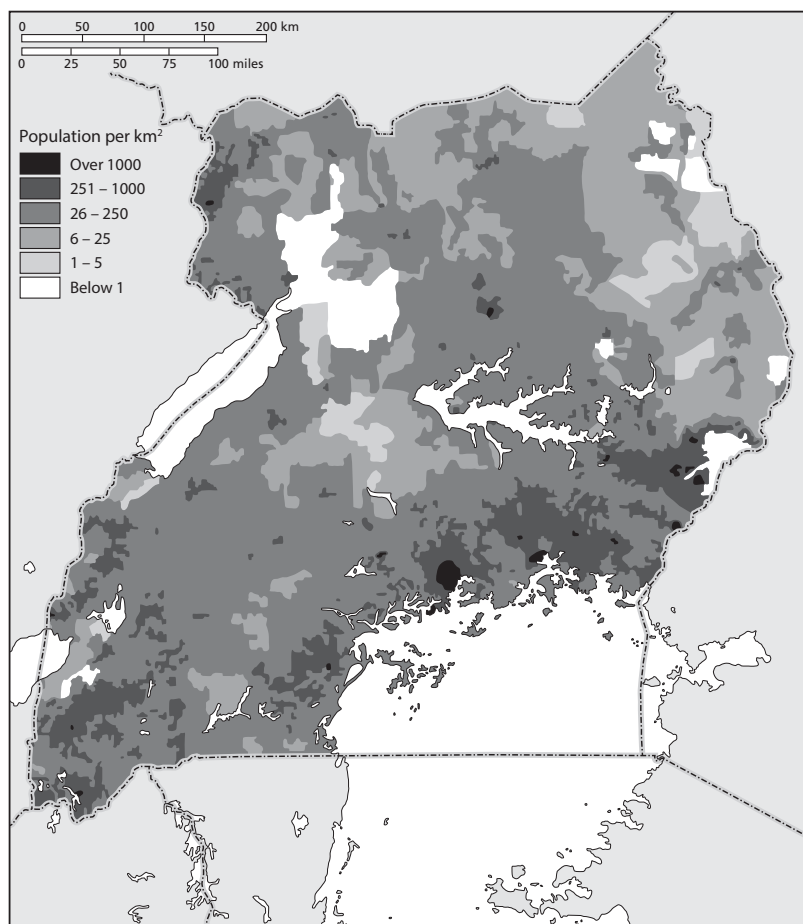 0 50 100 150 200 km
0 25 50 75 100 miles
Population per km²
Over 1000
251 – 1000
26 – 250
6 – 25
1 – 5
Below 1